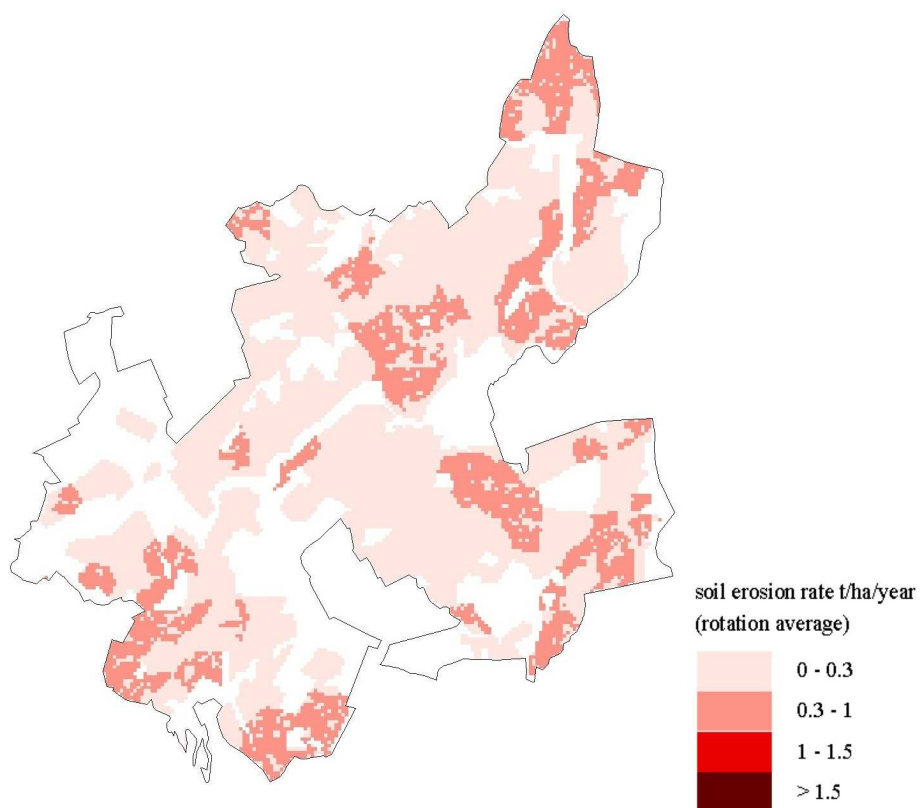 soil erosion rate t/ha/year
(rotation average)
0 - 0.3
0.3 - 1
1 - 1.5
> 1.5